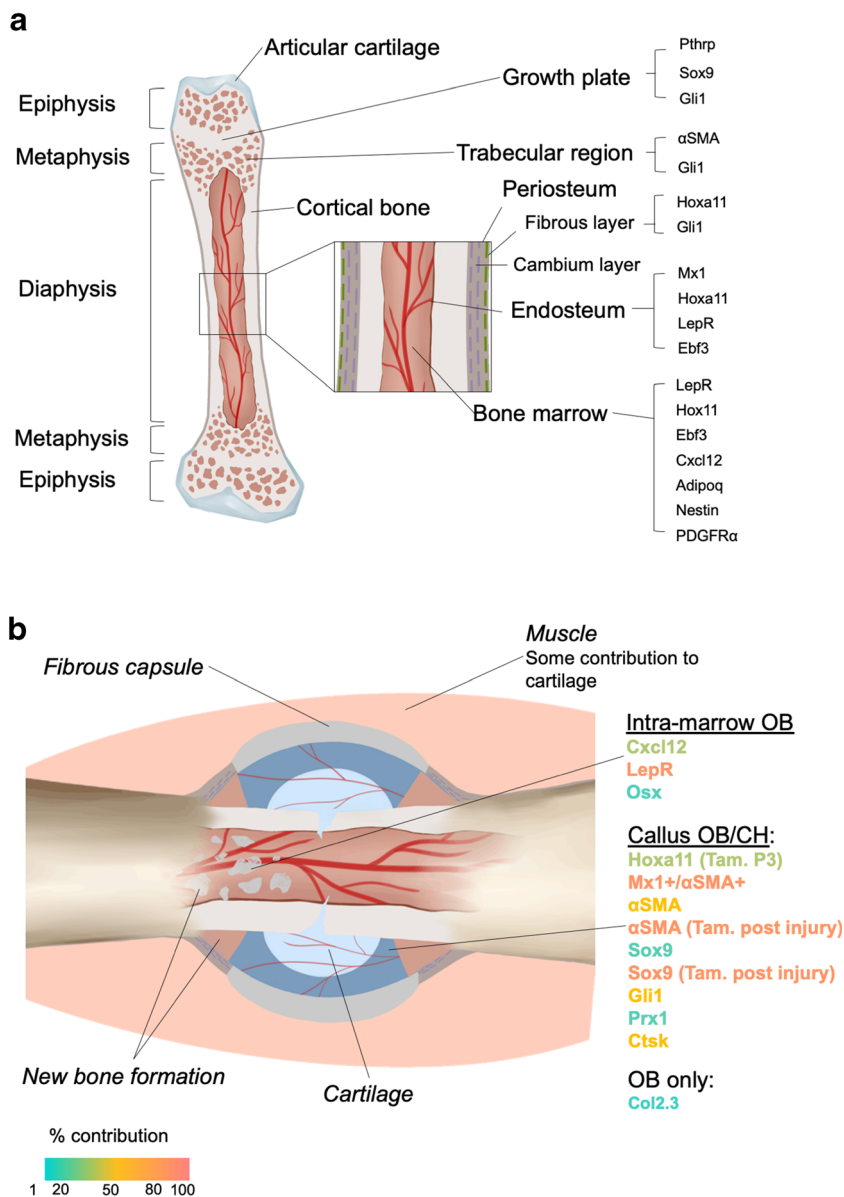 a
Articular cartilage
Growth plate
Pthrp
Sox9
Gli1
Epiphysis
Metaphysis
Trabecular region
αSMA
Gli1
Periosteum
Fibrous layer
Hoxa11
Gli1
Cortical bone
Cambium layer
Diaphysis
Endosteum
Mx1
Hoxa11
LepR
Ebf3
Bone marrow
LepR
Hox11
Ebf3
Cxcl12
Adipoq
Nestin
PDGFRα
Metaphysis
Epiphysis
b
Fibrous capsule
Muscle
Some contribution to
cartilage
Intra-marrow OB
Cxcl12
LepR
Osx
Callus OB/CH:
Hoxa11 (Tam. P3)
Mx1+/αSMA+
αSMA
αSMA (Tam. post injury)
Sox9
Sox9 (Tam. post injury)
Gli1
Prx1
Ctsk
OB only:
Col2.3
New bone formation
Cartilage
% contribution
1 20 50 80 100